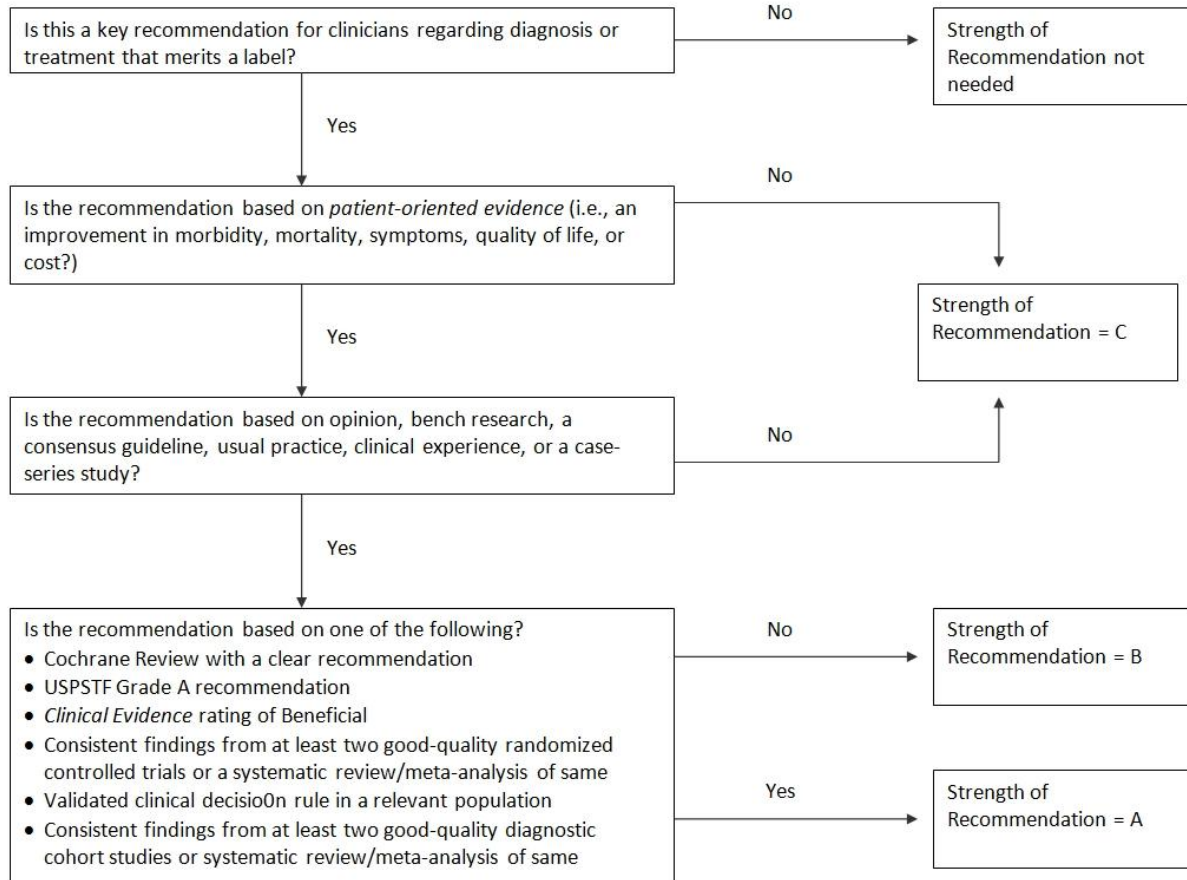 Is this a key recommendation for clinicians regarding diagnosis or
treatment that merits a label?
No
Strength of
Recommendation not
needed
Yes
Is the recommendation based on patient-oriented evidence (i.e., an
improvement in morbidity, mortality, symptoms, quality of life, or
cost?)
No
Strength of
Recommendation = C
Yes
Is the recommendation based on opinion, bench research, a
consensus guideline, usual practice, clinical experience, or a case-
series study?
No
Yes
Is the recommendation based on one of the following?
• Cochrane Review with a clear recommendation
• USPSTF Grade A recommendation
• Clinical Evidence rating of Beneficial
• Consistent findings from at least two good-quality randomized
controlled trials or a systematic review/meta-analysis of same
• Validated clinical decisio0n rule in a relevant population
• Consistent findings from at least two good-quality diagnostic
cohort studies or systematic review/meta-analysis of same
No
Strength of
Recommendation = B
Yes
Strength of
Recommendation = A